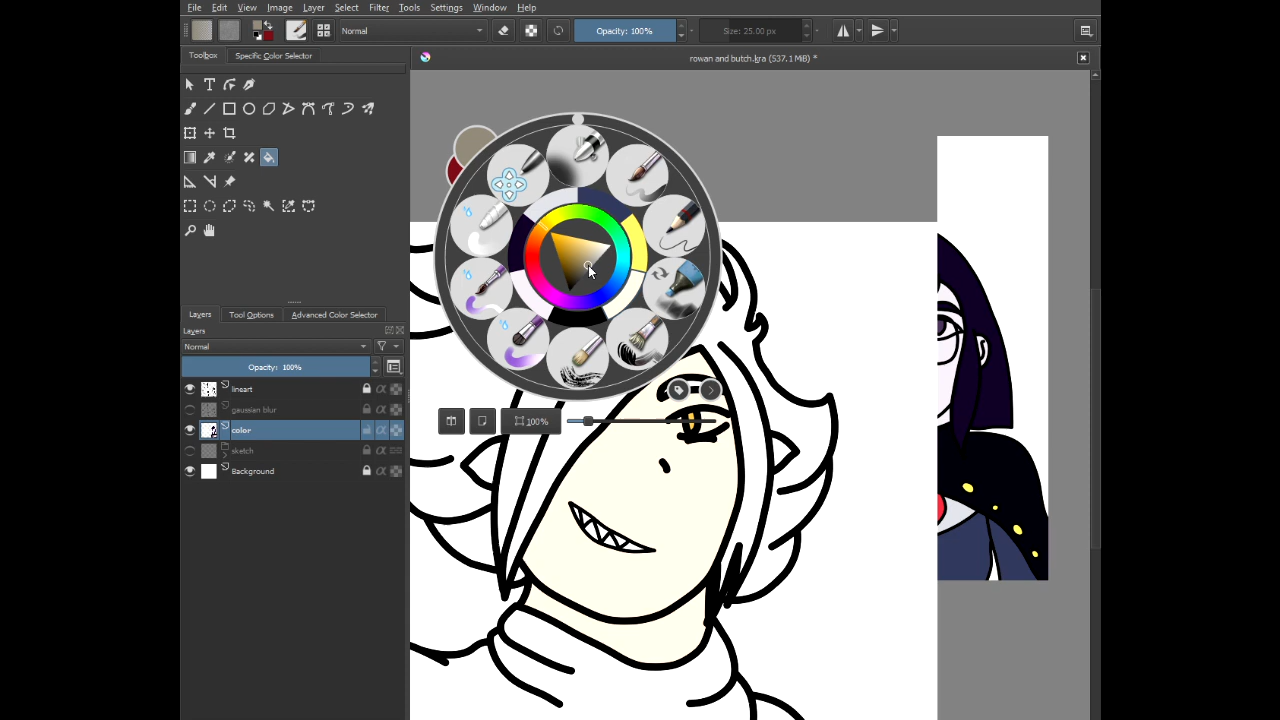 File Edit View Image Layer Select Filter Tools Settings Window Help
Normal Opacity: 100% Size: 25.00 px
Toolbox Specific Color Selector
rowan and butch.kra (537.1 MiB) *
Layers Tool Options Advanced Color Selector
Layers
Normal
Opacity: 100%
lineart
gaussian blur
color
sketch
Background
100%